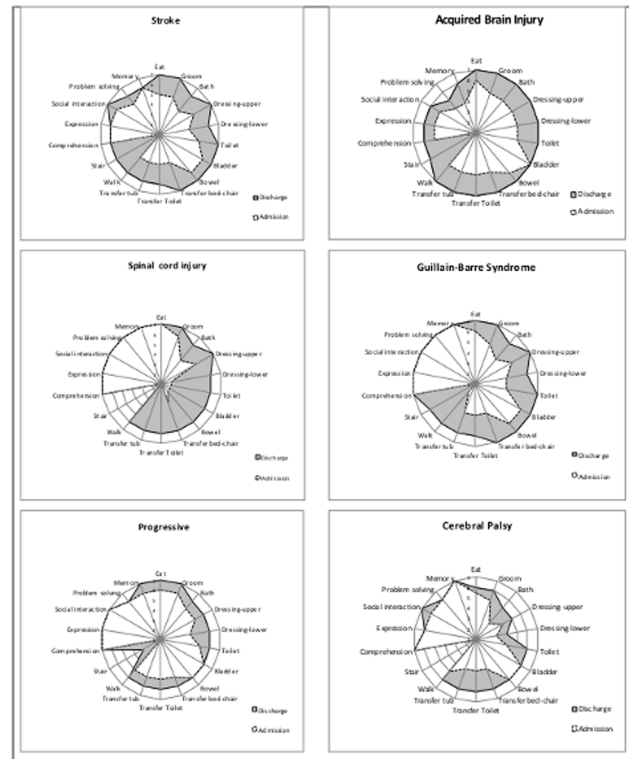 Stroke
Eat
Groom
Bath
Dressing-upper
Dressing-lower
Toilet
Bladder
Bowel
Transfer bed-chair
Transfer Toilet
Transfer tub
Walk
Stair
Comprehension
Expression
Social interaction
Problem solving
Memory
Discharge
Admission
Acquired Brain Injury
Eat
Groom
Bath
Dressing-upper
Dressing-lower
Toilet
Bladder
Bowel
Transfer bed-chair
Transfer Toilet
Transfer tub
Walk
Stair
Comprehension
Expression
Social interaction
Problem solving
Memory
Discharge
Admission
Spinal cord injury
Eat
Groom
Bath
Dressing-upper
Dressing-lower
Toilet
Bladder
Bowel
Transfer bed-chair
Transfer Toilet
Transfer tub
Walk
Stair
Comprehension
Expression
Social interaction
Problem solving
Memory
Discharge
Admission
Guillain-Barre Syndrome
Eat
Groom
Bath
Dressing-upper
Dressing-lower
Toilet
Bladder
Bowel
Transfer bed-chair
Transfer Toilet
Transfer tub
Walk
Stair
Comprehension
Expression
Social interaction
Problem solving
Memory
Discharge
Admission
Progressive
Eat
Groom
Bath
Dressing-upper
Dressing-lower
Toilet
Bladder
Bowel
Transfer bed-chair
Transfer Toilet
Transfer tub
Walk
Stair
Comprehension
Expression
Social interaction
Problem solving
Memory
Discharge
Admission
Cerebral Palsy
Eat
Groom
Bath
Dressing-upper
Dressing-lower
Toilet
Bladder
Bowel
Transfer bed-chair
Transfer Toilet
Transfer tub
Walk
Stair
Comprehension
Expression
Social interaction
Problem solving
Memory
Discharge
Admission